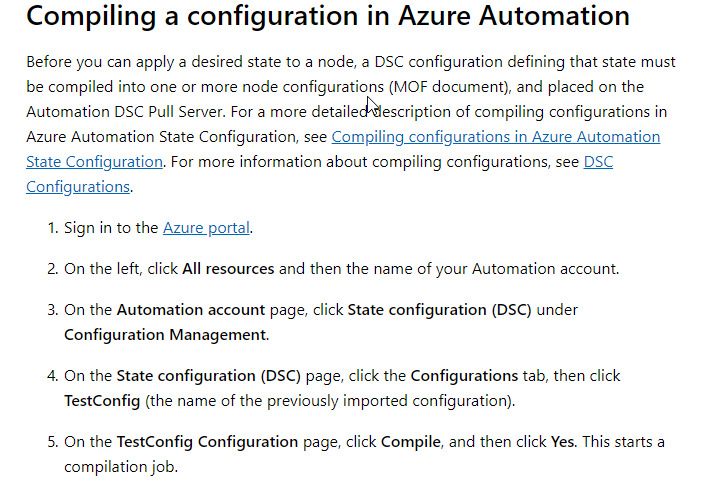 Compiling a configuration in Azure Automation
Before you can apply a desired state to a node, a DSC configuration defining that state must
be compiled into one or more node configurations (MOF document), and placed on the
Automation DSC Pull Server. For a more detailed description of compiling configurations in
Azure Automation State Configuration, see Compiling configurations in Azure Automation
State Configuration. For more information about compiling configurations, see DSC
Configurations.
1. Sign in to the Azure portal.
2. On the left, click All resources and then the name of your Automation account.
3. On the Automation account page, click State configuration (DSC) under
Configuration Management.
4. On the State configuration (DSC) page, click the Configurations tab, then click
TestConfig (the name of the previously imported configuration).
5. On the TestConfig Configuration page, click Compile, and then click Yes. This starts a
compilation job.